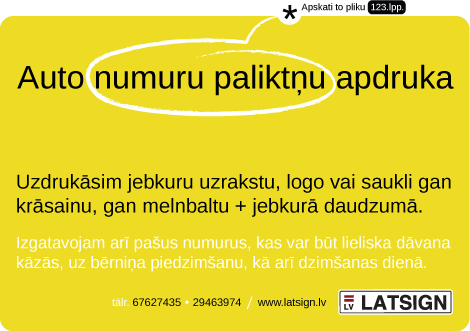 * Apskati to pliku 123.lpp.
Auto numuru paliktņu apdruka
Uzdrukāsim jebkuru uzrakstu, logo vai saukli gan
krāsainu, gan melnbaltu + jebkurā daudzumā.
Izgatavojam arī pašus numurus, kas var būt lieliska dāvana
kāzās, uz bērniņa piedzimšanu, kā arī dzimšanas dienā.
tālr. 67627435 • 29463974 / www.latsign.lv LV LATSIGN